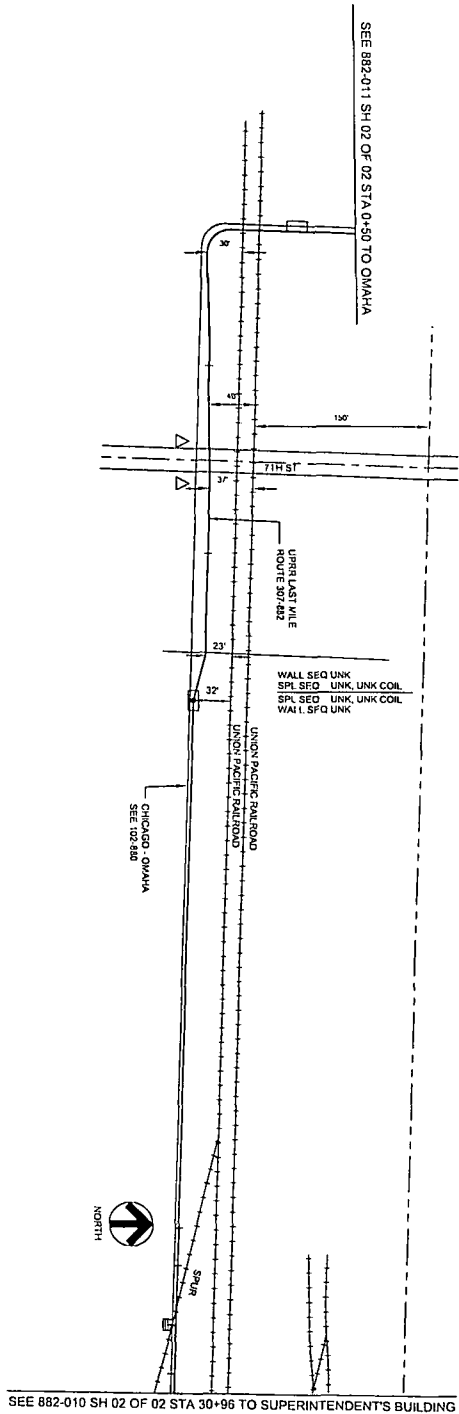 SEE 882-011 SH 02 OF 02 STA 0+50 TO OMAHA
30'
40'
150'
7TH ST
37'
UPRR LAST MILE
ROUTE 307-882
23'
WALL SEQ UNK
SPL SEQ UNK, UNK COIL
SPL SEQ UNK, UNK COIL
WALL SEQ UNK
32'
UNION PACIFIC RAILROAD
UNION PACIFIC RAILROAD
CHICAGO - OMAHA
SEE 102-880
NORTH
SPUR
SEE 882-010 SH 02 OF 02 STA 30+96 TO SUPERINTENDENT'S BUILDING